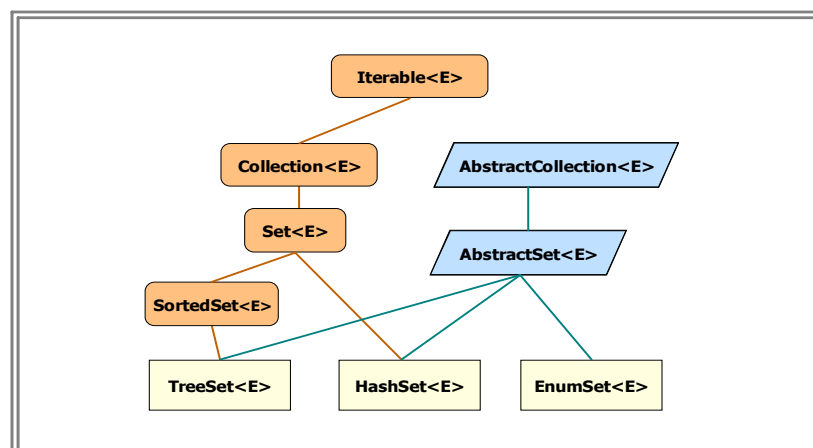 Iterable<E>
Collection<E>
AbstractCollection<E>
Set<E>
AbstractSet<E>
SortedSet<E>
TreeSet<E>
HashSet<E>
EnumSet<E>